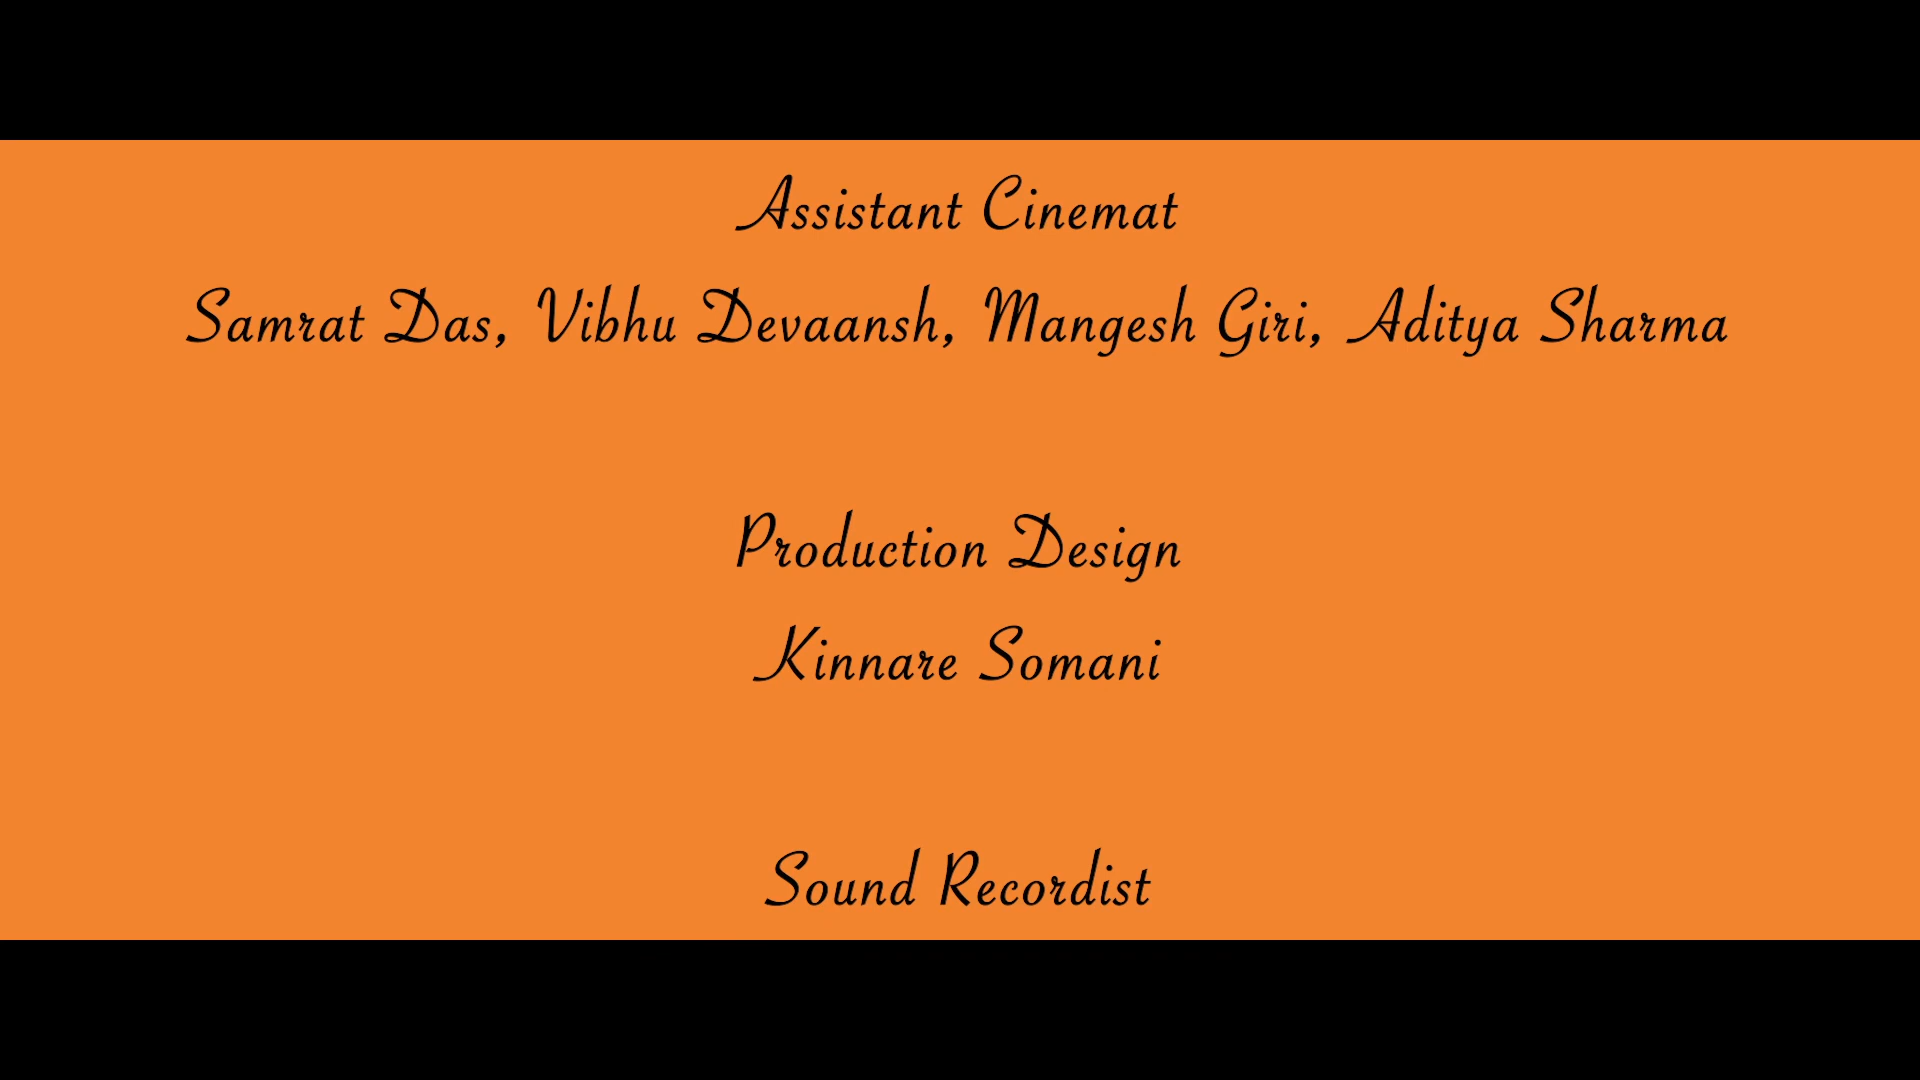 Assistant Cinemat
Samrat Das, Vibhu Devaansh, Mangesh Giri, Aditya Sharma
Production Design
Kinnare Somani
Sound Recordist